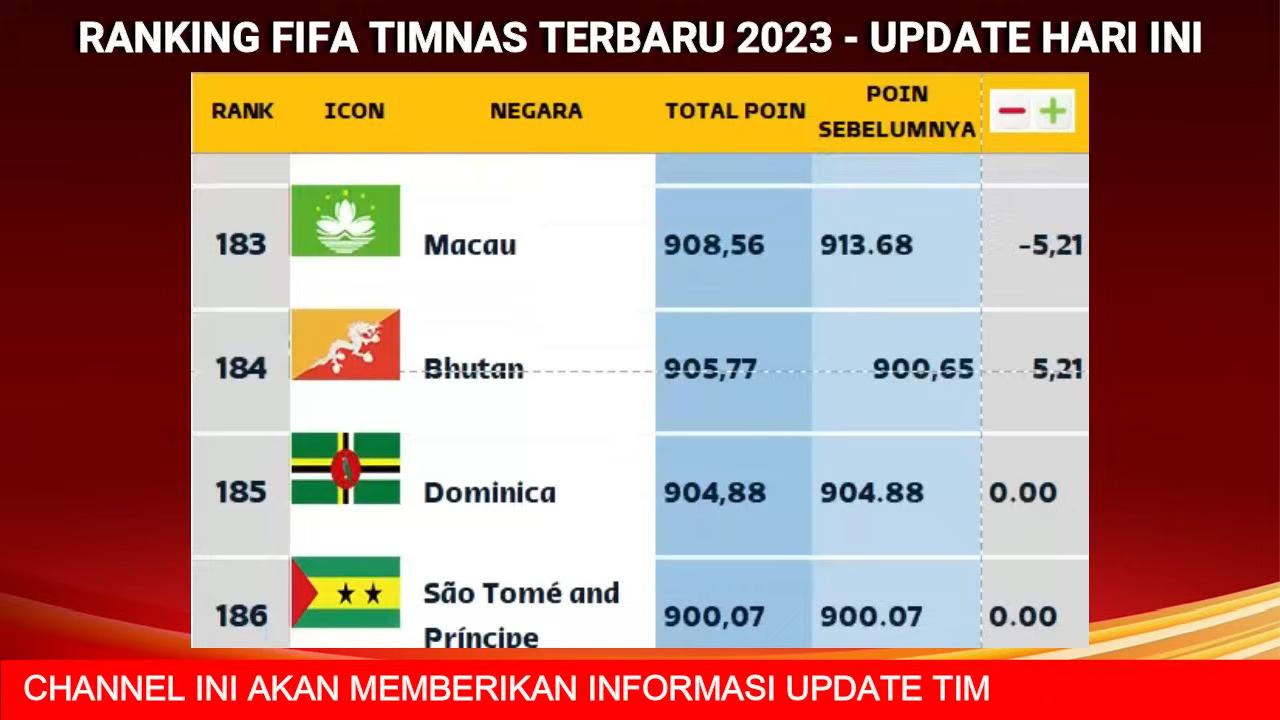 RANKING FIFA TIMNAS TERBARU 2023 - UPDATE HARI INI
RANK ICON NEGARA TOTAL POIN POIN SEBELUMNYA
183 Macau 908,56 913.68 -5,21
184 Bhutan 905,77 900,65 5,21
185 Dominica 904,88 904.88 0.00
186 São Tomé and Príncipe 900,07 900.07 0.00
CHANNEL INI AKAN MEMBERIKAN INFORMASI UPDATE TIM